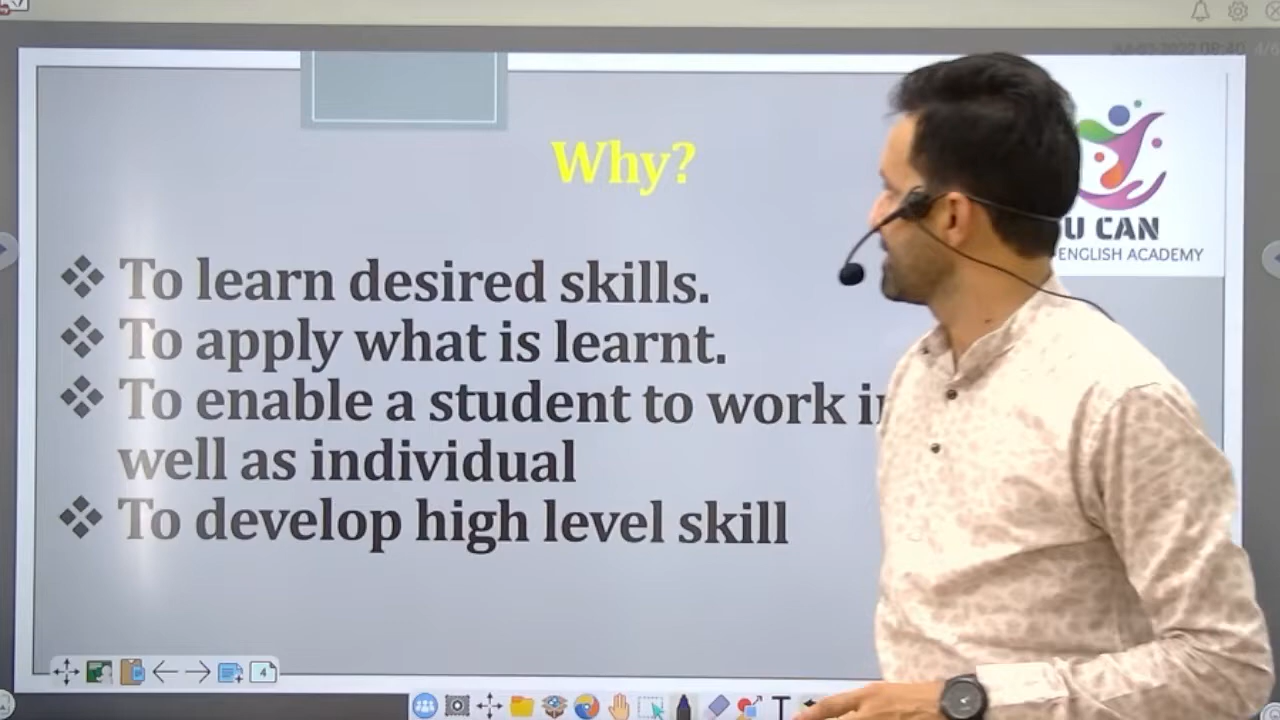 Why?
U CAN
ENGLISH ACADEMY
❖ To learn desired skills.
❖ To apply what is learnt.
❖ To enable a student to work
well as individual
❖ To develop high level skill
4
T